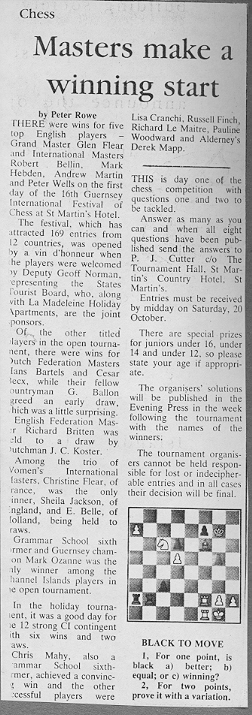 Chess
Masters make a
winning start
by Peter Rowe
THERE were wins for five
top English players –
Grand Master Glen Flear
and International Masters
Robert Bellin, Mark
Hebden, Andrew Martin
and Peter Wells on the first
day of the 16th Guernsey
International Festival of
Chess at St Martin's Hotel.
The festival, which has
attracted 169 entries from
12 countries, was opened
by a vin d'honneur when
the players were welcomed
by Deputy Geoff Norman,
representing the States
Tourist Board, who, along
with La Madeleine Holiday
Apartments, are the joint
sponsors.
Of the other titled
players in the open tourna-
ment, there were wins for
Dutch Federation Masters
Hans Bartels and Cesar
Becx, while their fellow
countryman G. Ballon
agreed an early draw,
which was a little surprising.
English Federation Mas-
ter Richard Britten was
held to a draw by
Dutchman J. C. Koster.
Among the trio of
Women's International
Masters, Christine Flear, of
France, was the only
winner, Sheila Jackson, of
England, and E. Belle, of
Holland, being held to
draws.
Grammar School sixth
former and Guernsey cham-
pion Mark Ozanne was the
only winner among the
Channel Islands players in
the open tournament.
In the holiday tourna-
ment, it was a good day for
the 12 strong CI contingent
with six wins and two
draws.
Chris Mahy, also a
Grammar School sixth-
former, achieved a convinc-
win and the other
successful players were
Lisa Cranchi, Russell Finch,
Richard Le Maitre, Pauline
Woodward and Alderney's
Derek Mapp.
THIS is day one of the
chess competition with
questions one and two to
be tackled.
Answer as many as you
can and when all eight
questions have been pub-
lished send the answers to
P. J. Cutter c/o The
Tournament Hall, St Mar-
tin's Country Hotel, St
Martin's.
Entries must be received
by midday on Saturday, 20
October.
There are special prizes
for juniors under 16, under
14 and under 12, so please
state your age if appropri-
ate.
The organisers' solutions
will be published in the
Evening Press in the week
following the tournament
with the names of the
winners.
The tournament organis-
ers cannot be held respon-
sible for lost or indecipher-
able entries and in all cases
their decision will be final.
BLACK TO MOVE
1, For one point, is
black a) better; b)
equal; or c) winning?
2, For two points,
prove it with a variation.